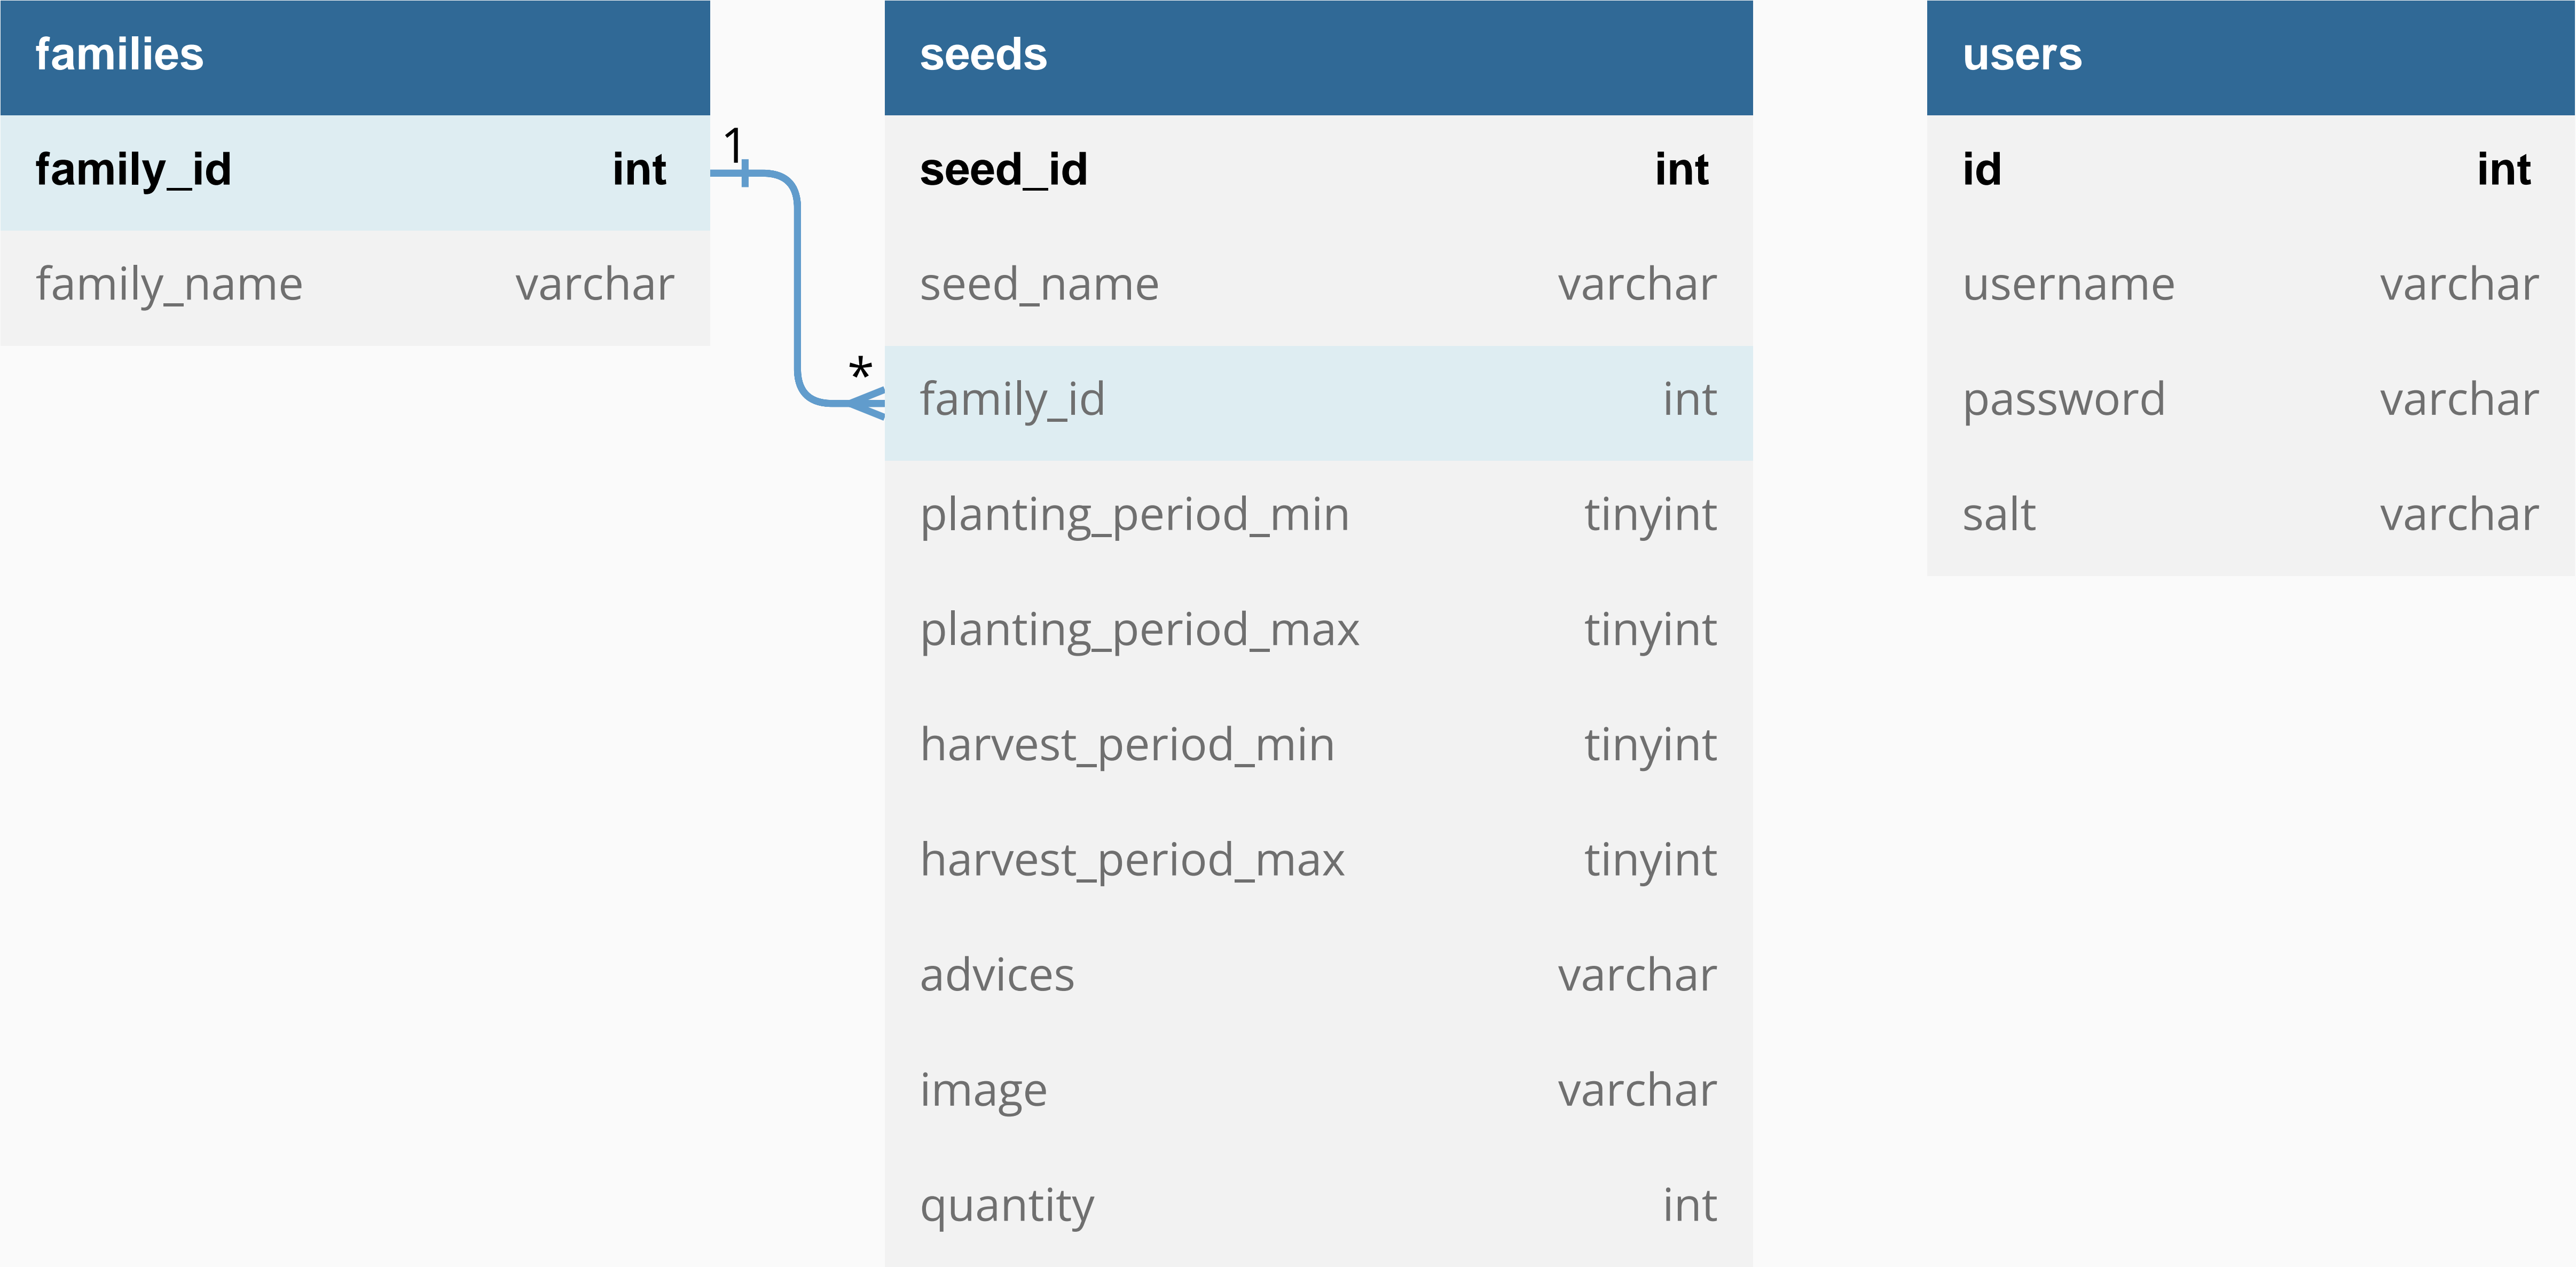 families
family_id int
family_name varchar
1
*
seeds
seed_id int
seed_name varchar
family_id int
planting_period_min tinyint
planting_period_max tinyint
harvest_period_min tinyint
harvest_period_max tinyint
advices varchar
image varchar
quantity int
users
id int
username varchar
password varchar
salt varchar